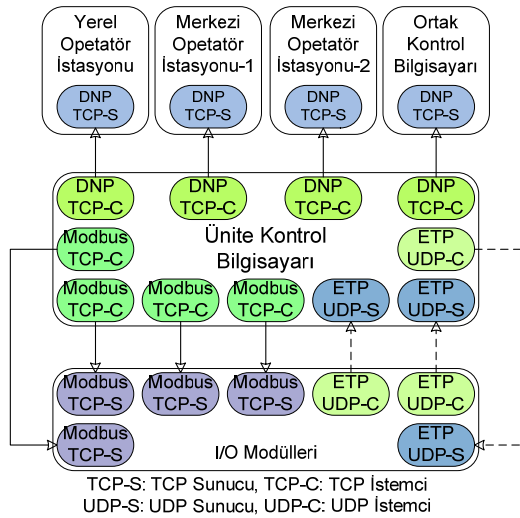 Yerel
Opetatör
İstasyonu
DNP
TCP-S
Merkezi
Opetatör
İstasyonu-1
DNP
TCP-S
Merkezi
Opetatör
İstasyonu-2
DNP
TCP-S
Ortak
Kontrol
Bilgisayarı
DNP
TCP-S
DNP
TCP-C
DNP
TCP-C
DNP
TCP-C
DNP
TCP-C
Modbus
TCP-C
Ünite Kontrol
Bilgisayarı
ETP
UDP-C
Modbus
TCP-C
Modbus
TCP-C
Modbus
TCP-C
ETP
UDP-S
ETP
UDP-S
Modbus
TCP-S
Modbus
TCP-S
Modbus
TCP-S
ETP
UDP-C
ETP
UDP-C
Modbus
TCP-S
I/O Modülleri
ETP
UDP-S
TCP-S: TCP Sunucu, TCP-C: TCP İstemci
UDP-S: UDP Sunucu, UDP-C: UDP İstemci